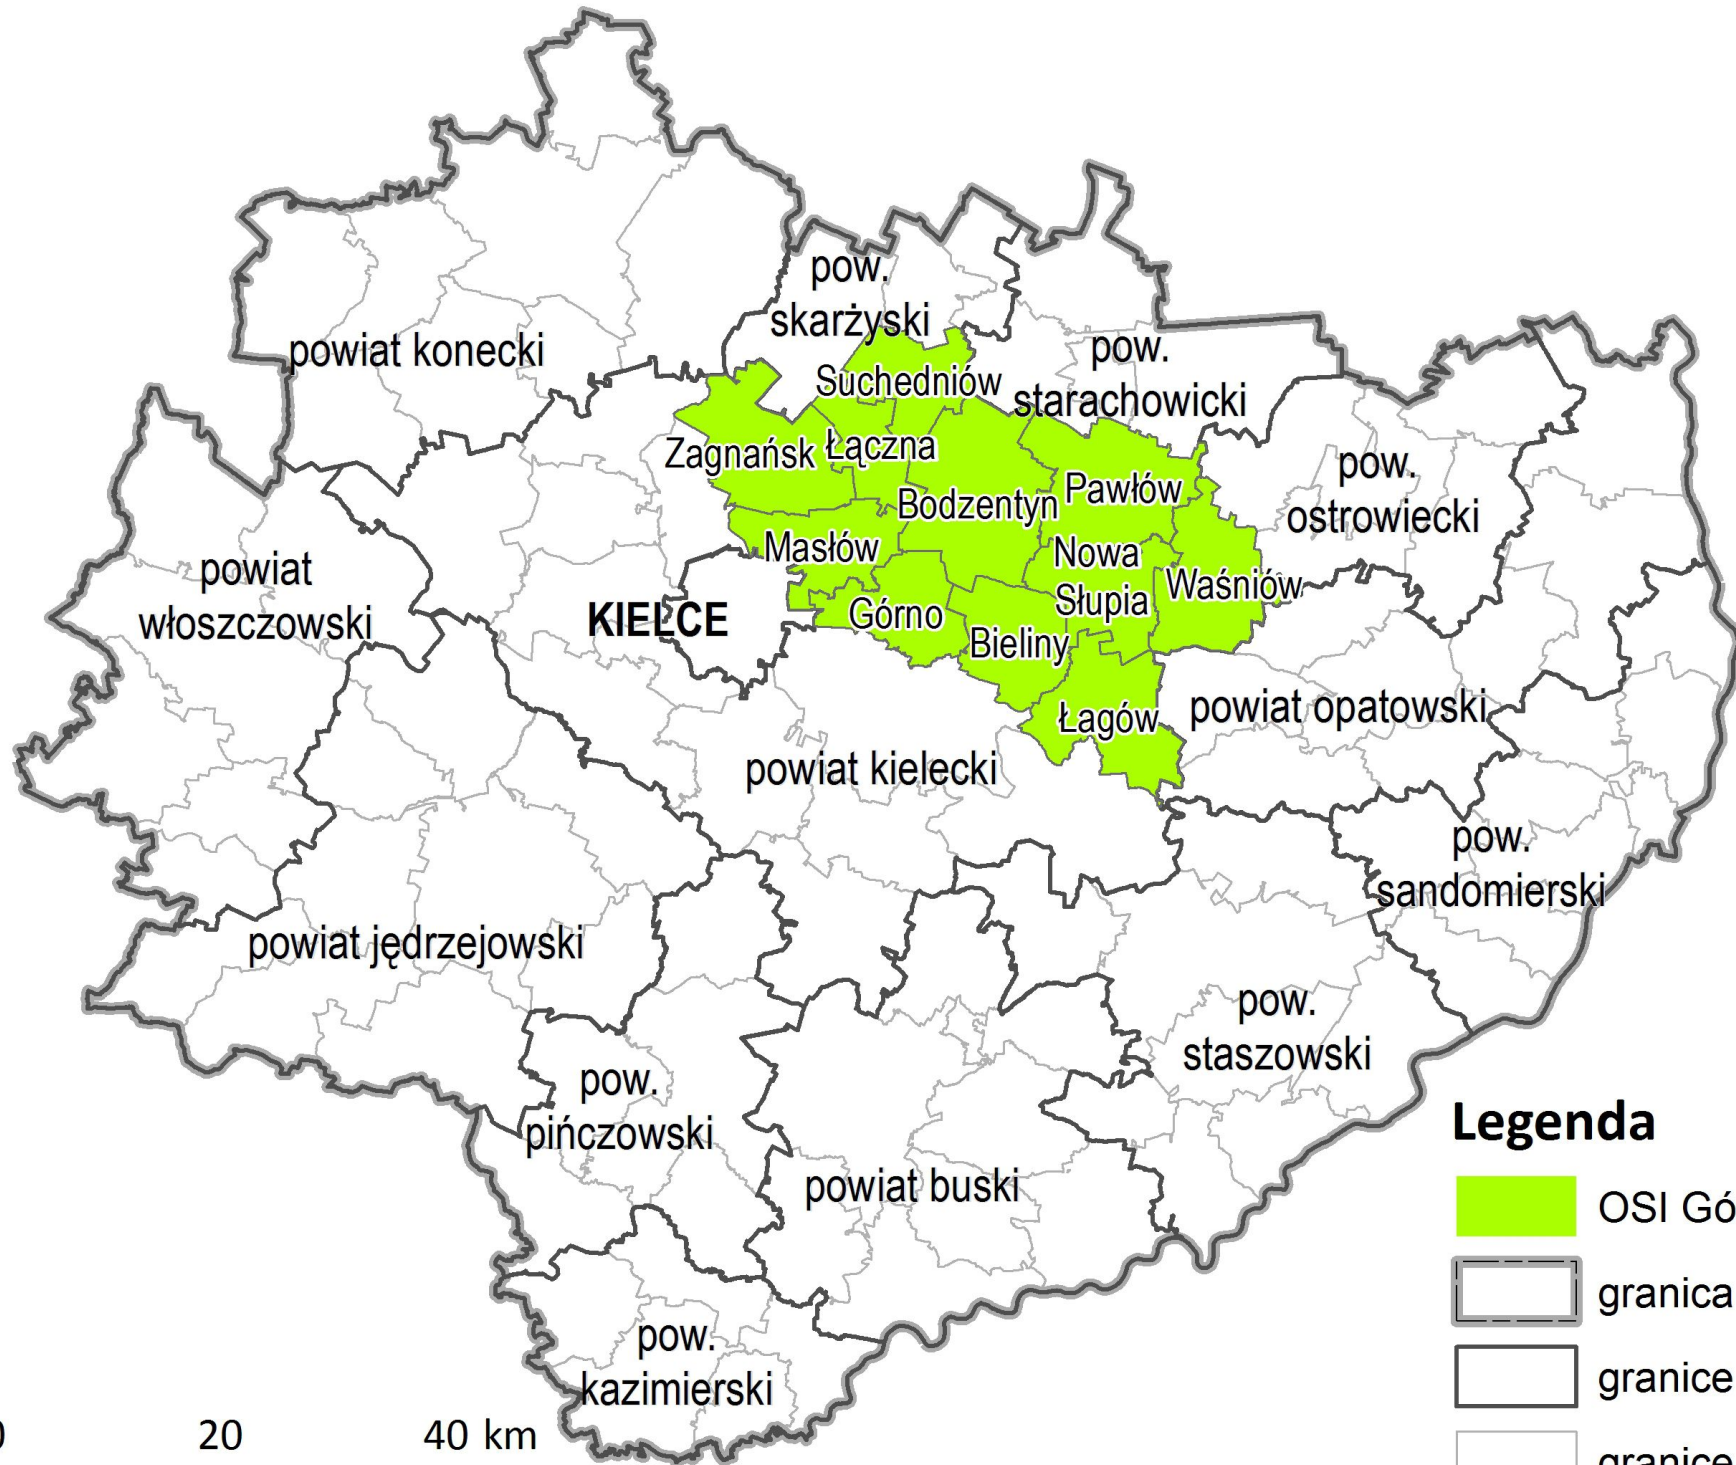 pow.
skarżyski
powiat konecki
pow.
starachowicki
Suchedniów
Zagnańsk
Łączna
Bodzentyn
Pawłów
pow.
ostrowiecki
Masłów
Nowa
Słupia
Waśniów
powiat
włoszczowski
KIELCE
Górno
Bieliny
Łagów
powiat opatowski
powiat kielecki
pow.
sandomierski
powiat jędrzejowski
pow.
staszowski
pow.
pińczowski
powiat buski
pow.
kazimierski
Legenda
OSI Gó
granica
granice
granice
0 20 40 km